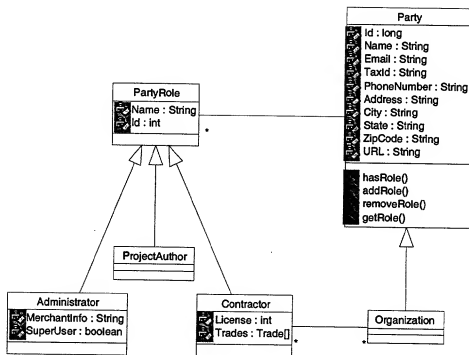 Party
Id : long
Name : String
Email : String
TaxId : String
PhoneNumber : String
Address : String
City : String
State : String
ZipCode : String
URL : String
hasRole()
addRole()
removeRole()
getRole()
PartyRole
Name : String
Id : int
*
ProjectAuthor
Administrator
MerchantInfo : String
SuperUser : boolean
Contractor
License : int
Trades : Trade[]
*
*
Organization